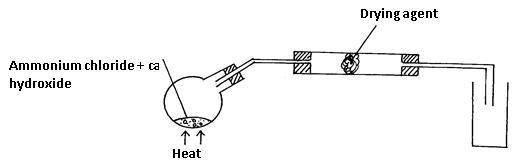 Drying agent
Ammonium chloride + ca
hydroxide
Heat